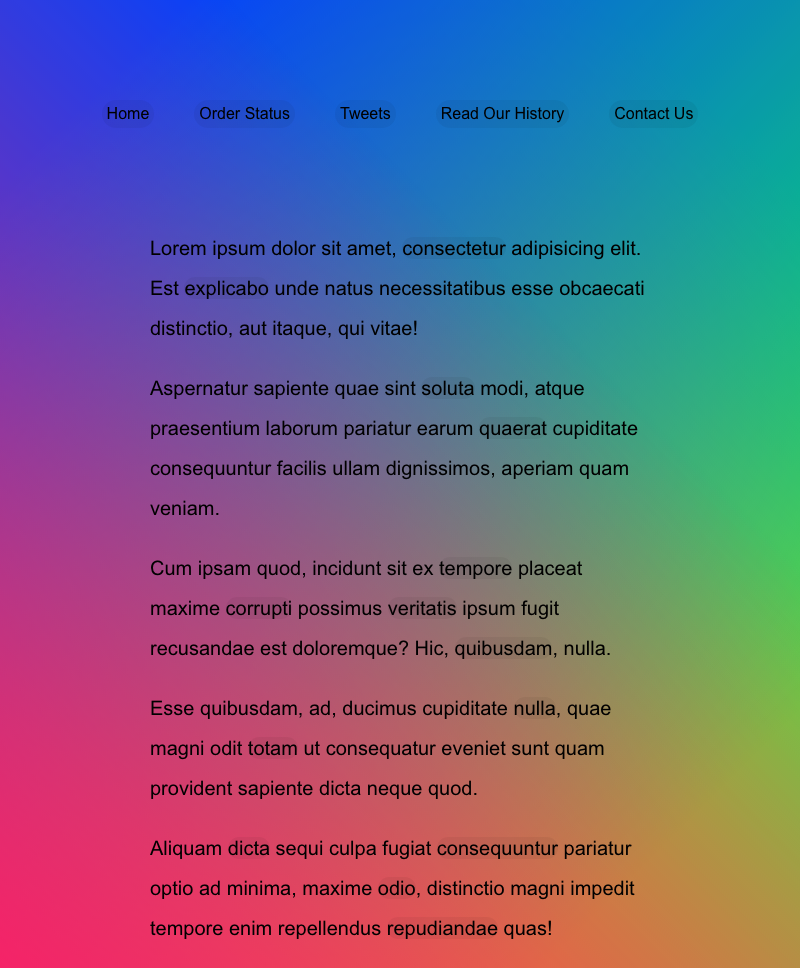 Home Order Status Tweets Read Our History Contact Us
Lorem ipsum dolor sit amet, consectetur adipisicing elit.
Est explicabo unde natus necessitatibus esse obcaecati
distinctio, aut itaque, qui vitae!
Aspernatur sapiente quae sint soluta modi, atque
praesentium laborum pariatur earum quaerat cupiditate
consequuntur facilis ullam dignissimos, aperiam quam
veniam.
Cum ipsam quod, incidunt sit ex tempore placeat
maxime corrupti possimus veritatis ipsum fugit
recusandae est doloremque? Hic, quibusdam, nulla.
Esse quibusdam, ad, ducimus cupiditate nulla, quae
magni odit totam ut consequatur eveniet sunt quam
provident sapiente dicta neque quod.
Aliquam dicta sequi culpa fugiat consequuntur pariatur
optio ad minima, maxime odio, distinctio magni impedit
tempore enim repellendus repudiandae quas!